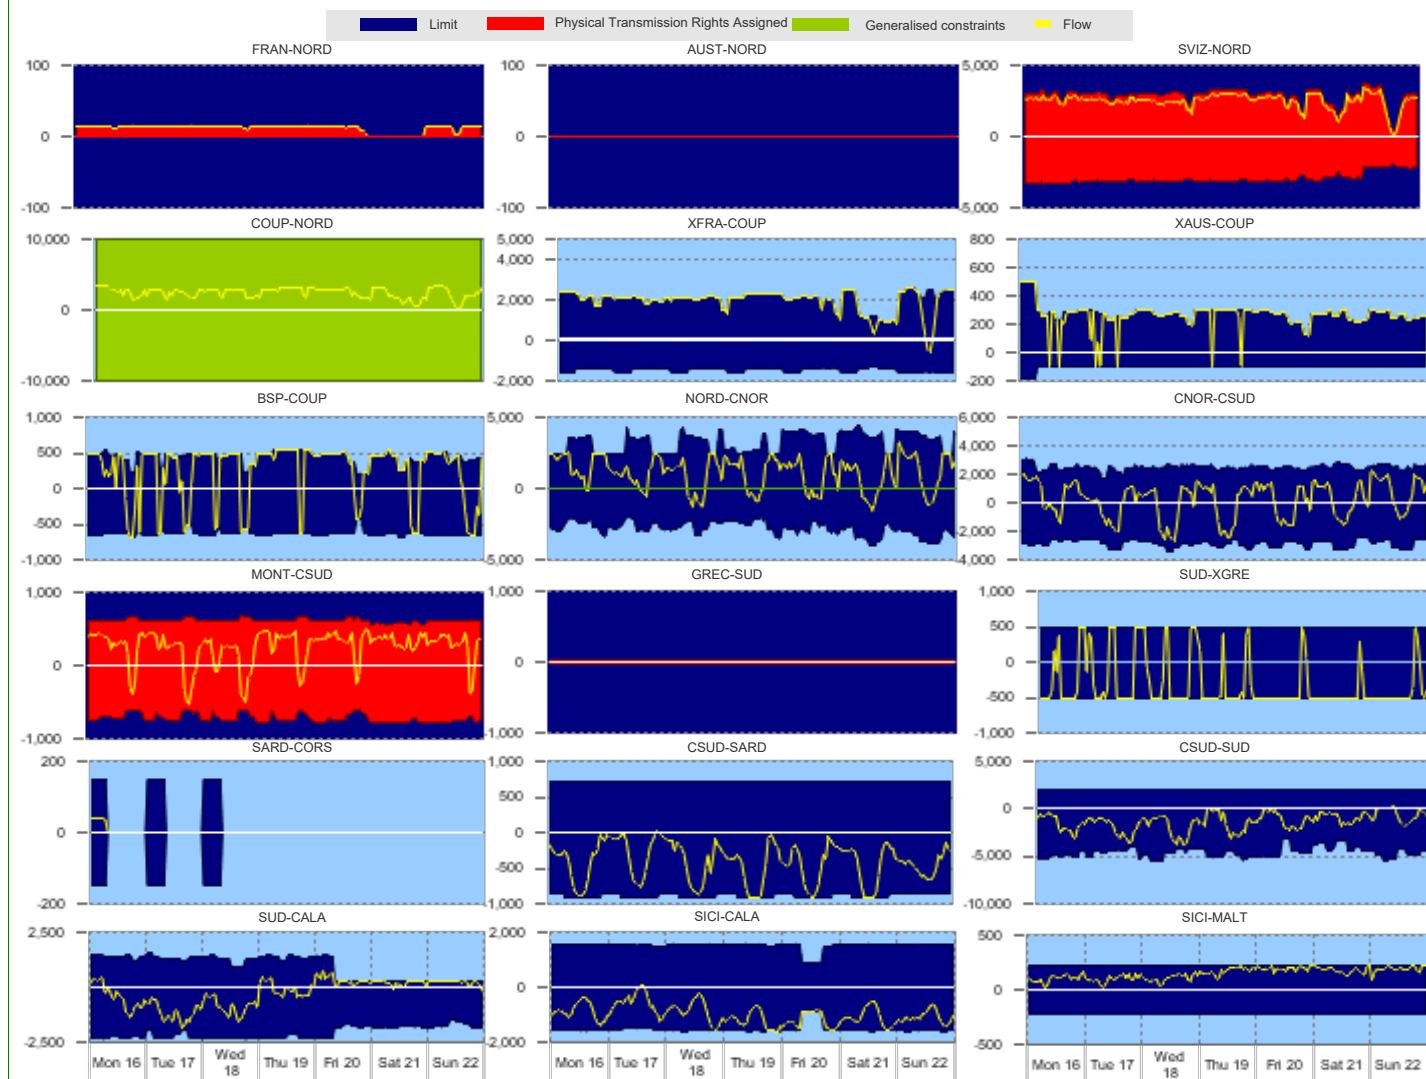 Limit Physical Transmission Rights Assigned Generalised constraints Flow
FRAN-NORD AUST-NORD SVIZ-NORD
100 100 5,000
0 0 0
-100 -100 -5,000
COUP-NORD XFRA-COUP XAUS-COUP
10,000 5,000 800
4,000 600
2,000 400
0 0 200
0
-10,000 -2,000 -200
BSP-COUP NORD-CNOR CNOR-CSUD
1,000 5,000 6,000
500 4,000
0 0 2,000
0
-500 -2,000
-1,000 -5,000 -4,000
MONT-CSUD GREC-SUD SUD-XGRE
1,000 1,000 1,000
500
0 0 0
-500
-1,000 -1,000 -1,000
SARD-CORS CSUD-SARD CSUD-SUD
200 1,000 5,000
500 0
0 0
-500 -5,000
-200 -1,000 -10,000
SUD-CALA SICI-CALA SICI-MALT
2,500 2,000 500
0 0 0
-2,500 -2,000 -500
Mon 16 Tue 17 Wed 18 Thu 19 Fri 20 Sat 21 Sun 22
Mon 16 Tue 17 Wed 18 Thu 19 Fri 20 Sat 21 Sun 22
Mon 16 Tue 17 Wed 18 Thu 19 Fri 20 Sat 21 Sun 22